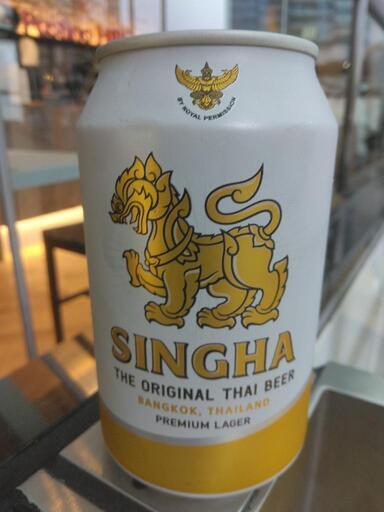 BY ROYAL PERMISSION
SINGHA
THE ORIGINAL THAI BEER
BANGKOK, THAILAND
PREMIUM LAGER